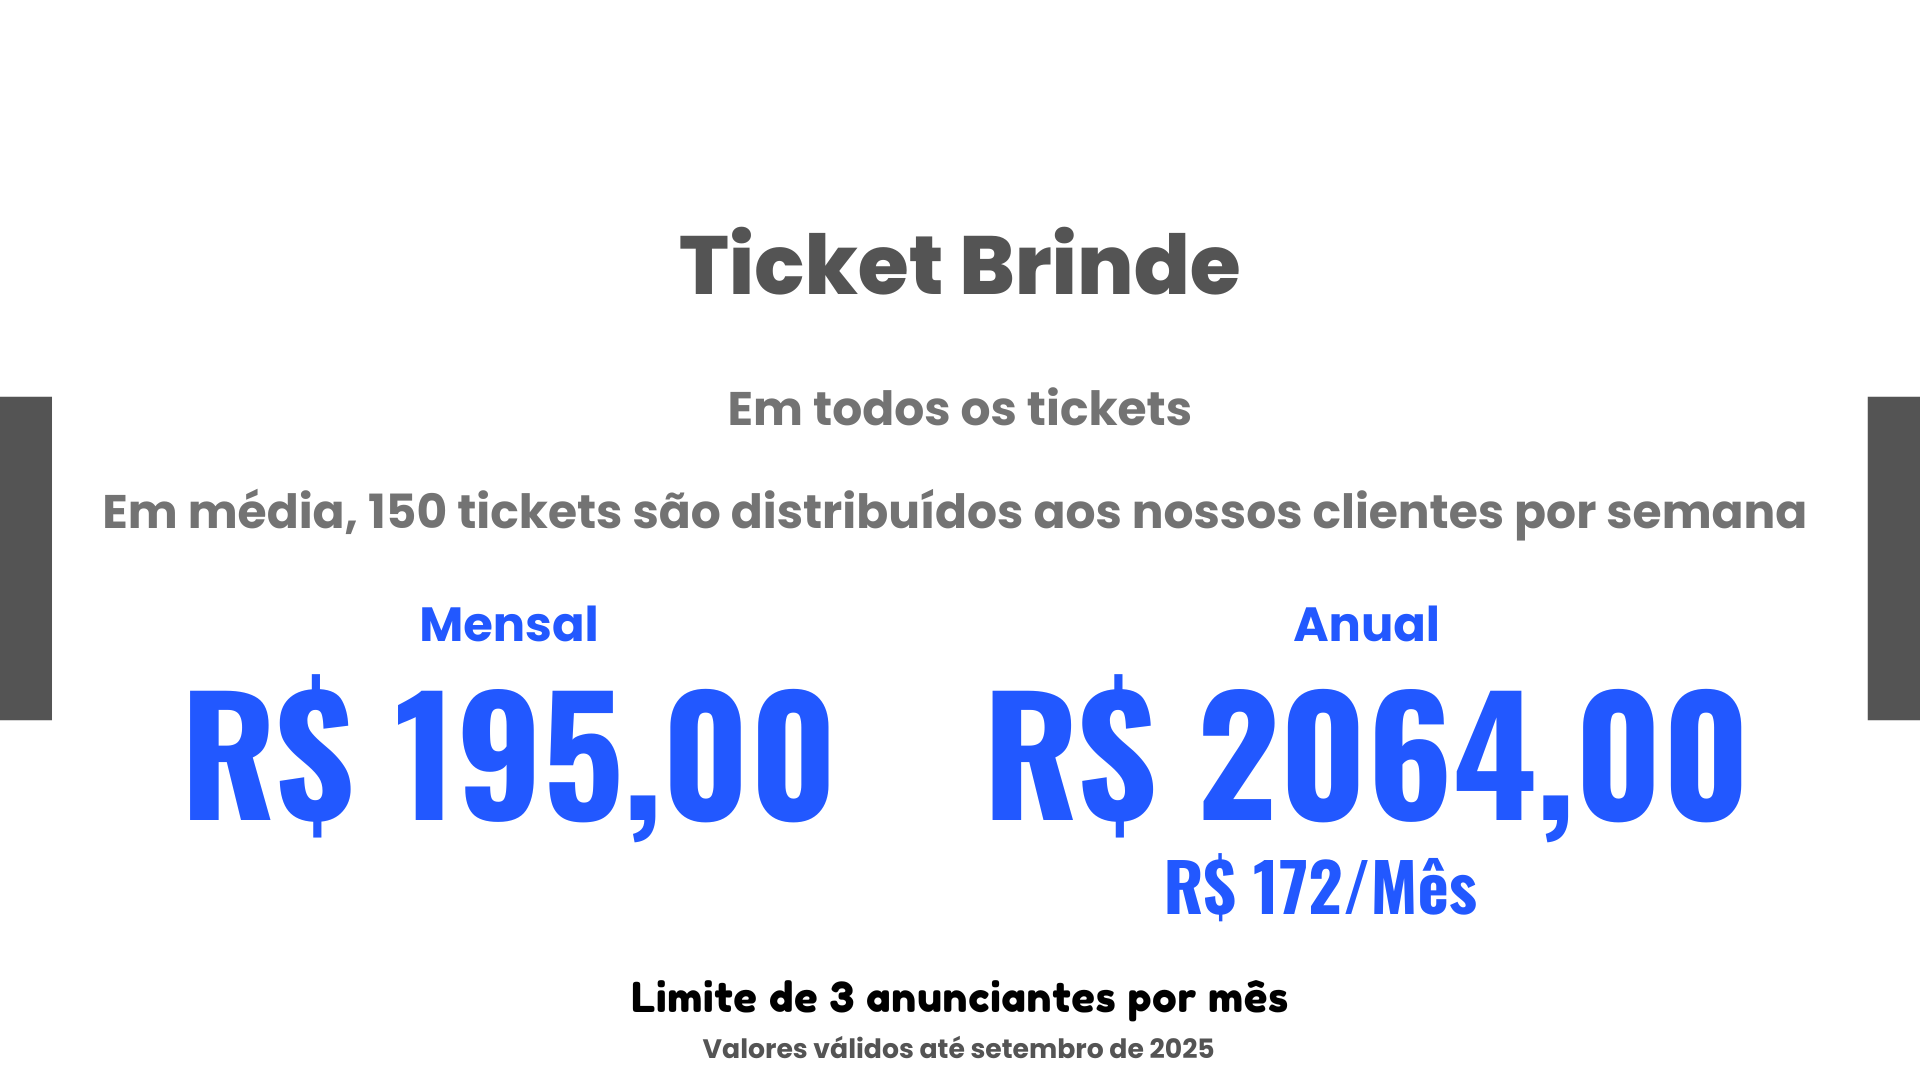 Ticket Brinde
Em todos os tickets
Em média, 150 tickets são distribuídos aos nossos clientes por semana
Mensal
R$ 195,00
Anual
R$ 2064,00
R$ 172/Mês
Limite de 3 anunciantes por mês
Valores válidos até setembro de 2025